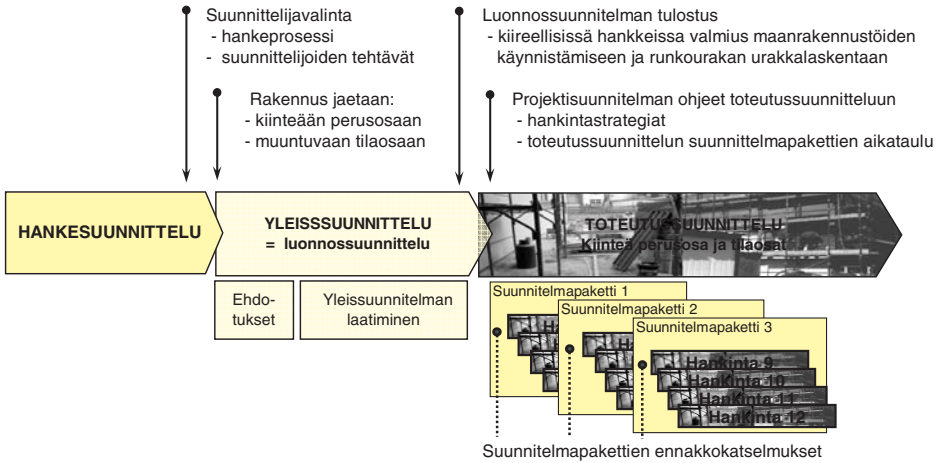 Suunnittelijavalinta
- hankeprosessi
- suunnittelijoiden tehtävät
Rakennus jaetaan:
- kiinteään perusosaan
- muuntuvaan tilaosaan
Luonnossuunnitelman tulostus
- kiireellisissä hankkeissa valmius maanrakennustöiden
käynnistämiseen ja runkourakan urakkalaskentaan
Projektisuunnitelman ohjeet toteutussuunnitteluun
- hankintastrategiat
- toteutussuunnittelun suunnittelmapakettien aikataulu
HANKESUUNNITTELU
YLEISSSUUNNITTELU
= luonnossuunnittelu
TOTEUTUSSUUNNITTELU
Kiinteä perusosa ja tilaosat
Ehdo-
tukset
Yleissuunnitelman
laatiminen
Suunnitelmapaketti 1
Suunnitelmapaketti 2
Suunnitelmapaketti 3
Hankinta 9
Hankinta 10
Hankinta 11
Hankinta 12
Suunnitelmapakettien ennakkokatselmukset